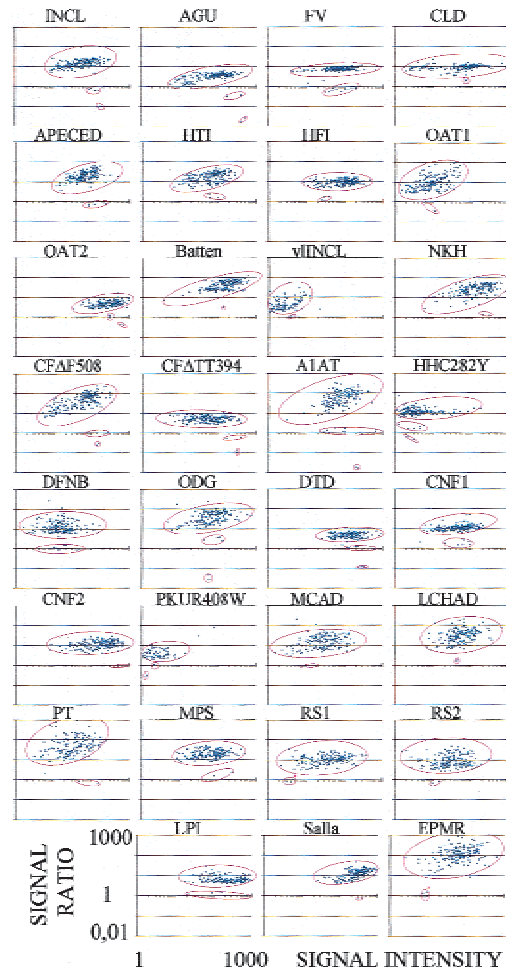 INCL AGU FV CLD
APECED HTI HFI OAT1
OAT2 Batten vlINCL NKH
CFΔF508 CFΔTT394 A1AT HHC282Y
DFNB ODG DTD CNF1
CNF2 PKUR408W MCAD LCHAD
PT MPS RS1 RS2
LPI Salla EPMR
SIGNAL
RATIO
1000
1
0,01
1 1000 SIGNAL INTENSITY